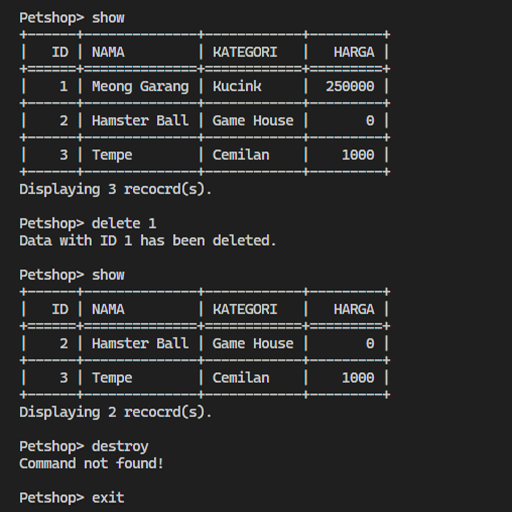 Petshop> show
+------+--------------+------------+---------+
|   ID | NAMA         | KATEGORI   |   HARGA |
+======+==============+============+=========+
|    1 | Meong Garang | Kucink     |  250000 |
+------+--------------+------------+---------+
|    2 | Hamster Ball | Game House |       0 |
+------+--------------+------------+---------+
|    3 | Tempe        | Cemilan    |    1000 |
+------+--------------+------------+---------+
Displaying 3 recocrd(s).
Petshop> delete 1
Data with ID 1 has been deleted.
Petshop> show
+------+--------------+------------+---------+
|   ID | NAMA         | KATEGORI   |   HARGA |
+======+==============+============+=========+
|    2 | Hamster Ball | Game House |       0 |
+------+--------------+------------+---------+
|    3 | Tempe        | Cemilan    |    1000 |
+------+--------------+------------+---------+
Displaying 2 recocrd(s).
Petshop> destroy
Command not found!
Petshop> exit